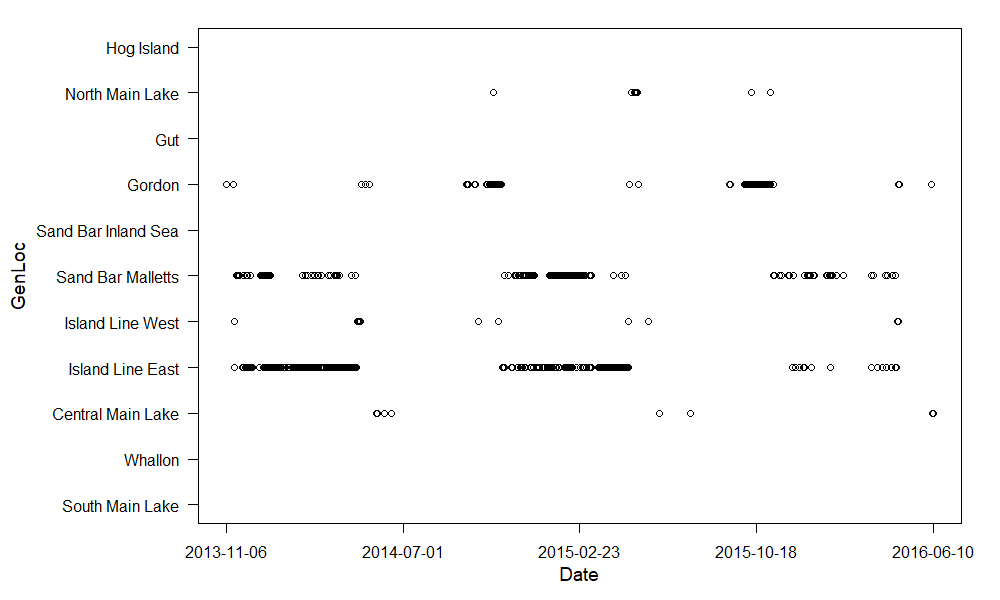 Hog Island
North Main Lake
Gut
Gordon
Sand Bar Inland Sea
Sand Bar Malletts
Island Line West
Island Line East
Central Main Lake
Whallon
South Main Lake
GenLoc
2013-11-06 2014-07-01 2015-02-23 2015-10-18 2016-06-10
Date